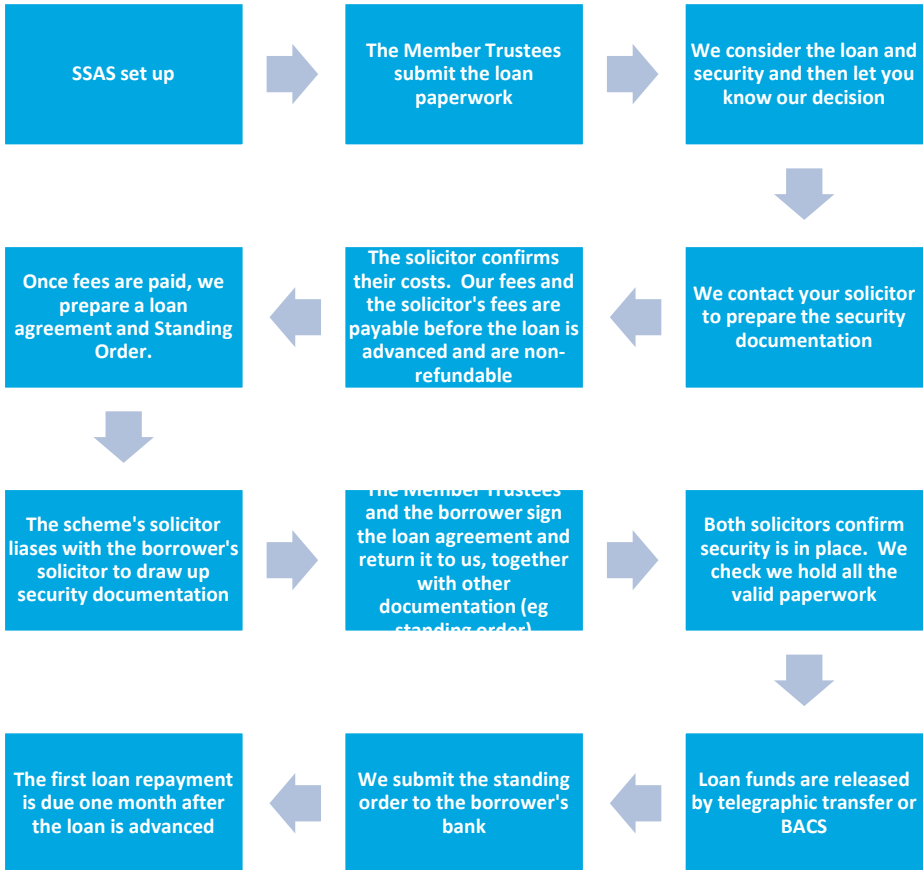 SSAS set up
The Member Trustees
submit the loan
paperwork
We consider the loan and
security and then let you
know our decision
We contact your solicitor
to prepare the security
documentation
The solicitor confirms
their costs.  Our fees and
the solicitor's fees are
payable before the loan is
advanced and are non-
refundable
Once fees are paid, we
prepare a loan
agreement and Standing
Order.
The scheme's solicitor
liases with the borrower's
solicitor to draw up
security documentation
The Member Trustees
and the borrower sign
the loan agreement and
return it to us, together
with other
documentation (eg
standing order)
Both solicitors confirm
security is in place.  We
check we hold all the
valid paperwork
Loan funds are released
by telegraphic transfer or
BACS
We submit the standing
order to the borrower's
bank
The first loan repayment
is due one month after
the loan is advanced